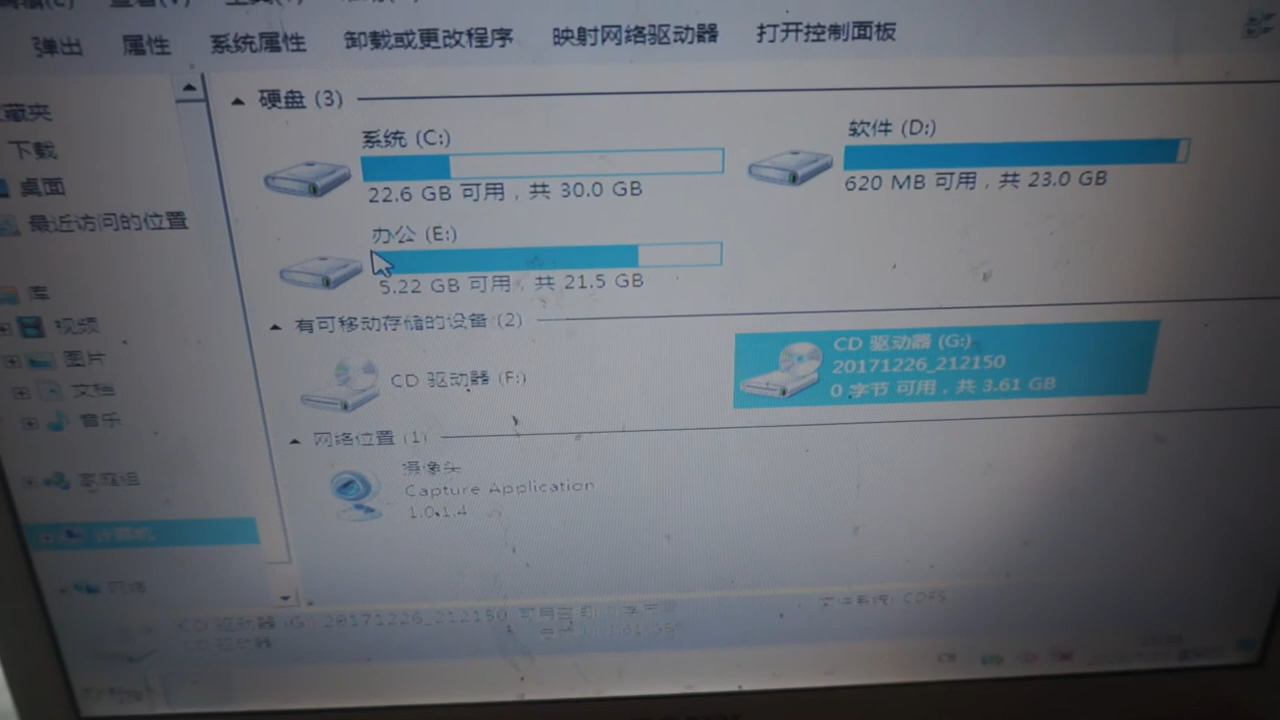 弹出 属性 系统属性 卸载或更改程序 映射网络驱动器 打开控制面板
藏夹
下载
桌面
最近访问的位置
库
视频
图片
文档
音乐
计算机
网络
硬盘 (3)
系统 (C:)
22.6 GB 可用，共 30.0 GB
软件 (D:)
620 MB 可用，共 23.0 GB
办公 (E:)
5.22 GB 可用，共 21.5 GB
有可移动存储的设备 (2)
CD 驱动器 (F:)
CD 驱动器 (G:)
20171226_212150
0 字节 可用，共 3.61 GB
网络位置 (1)
摄像头
Capture Application
1.0.1.4
CD 驱动器 (G:) 20171226_212150
文件系统: CDFS
CD 驱动器